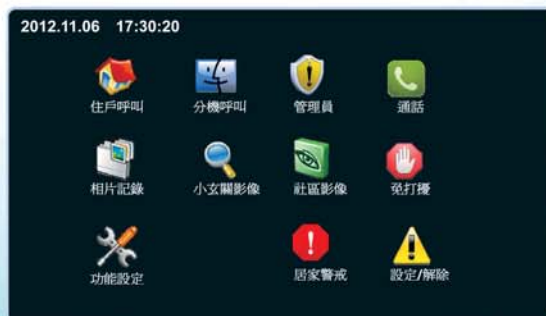 2012.11.06 17:30:20
住戶呼叫 分機呼叫 管理員 通話
相片記錄 小玄關影像 社區影像 免打擾
功能設定 居家警戒 設定/解除